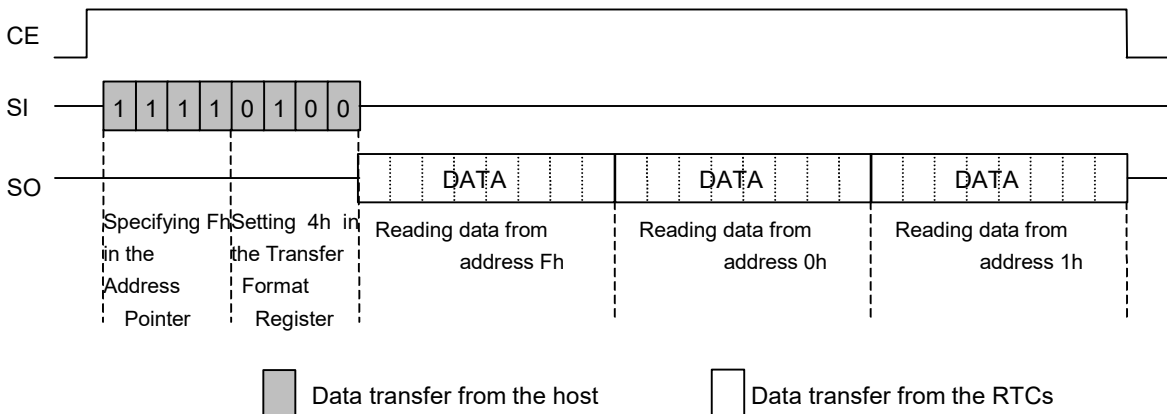 CE
SI
1 1 1 1 0 1 0 0
SO
DATA DATA DATA
Specifying Fh
in the
Address
Pointer
Setting 4h in
the Transfer
Format
Register
Reading data from
address Fh
Reading data from
address 0h
Reading data from
address 1h
Data transfer from the host
Data transfer from the RTCs